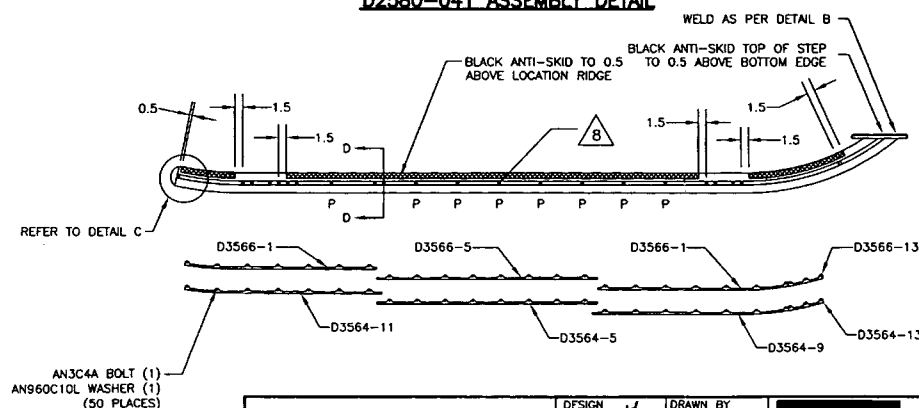 D2580-041 ASSEMBLY DETAIL
WELD AS PER DETAIL B
BLACK ANTI-SKID TO 0.5
ABOVE LOCATION RIDGE
BLACK ANTI-SKID TOP OF STEP
TO 0.5 ABOVE BOTTOM EDGE
0.5
1.5
1.5
1.5
1.5
1.5
8
D
D
P P P P P P P P
REFER TO DETAIL C
D3566-1
D3566-5
D3566-1
D3566-13
D3564-11
D3564-5
D3564-9
D3564-13
AN3C4A BOLT (1)
AN960C10L WASHER (1)
(50 PLACES)
DESIGN
DRAWN BY